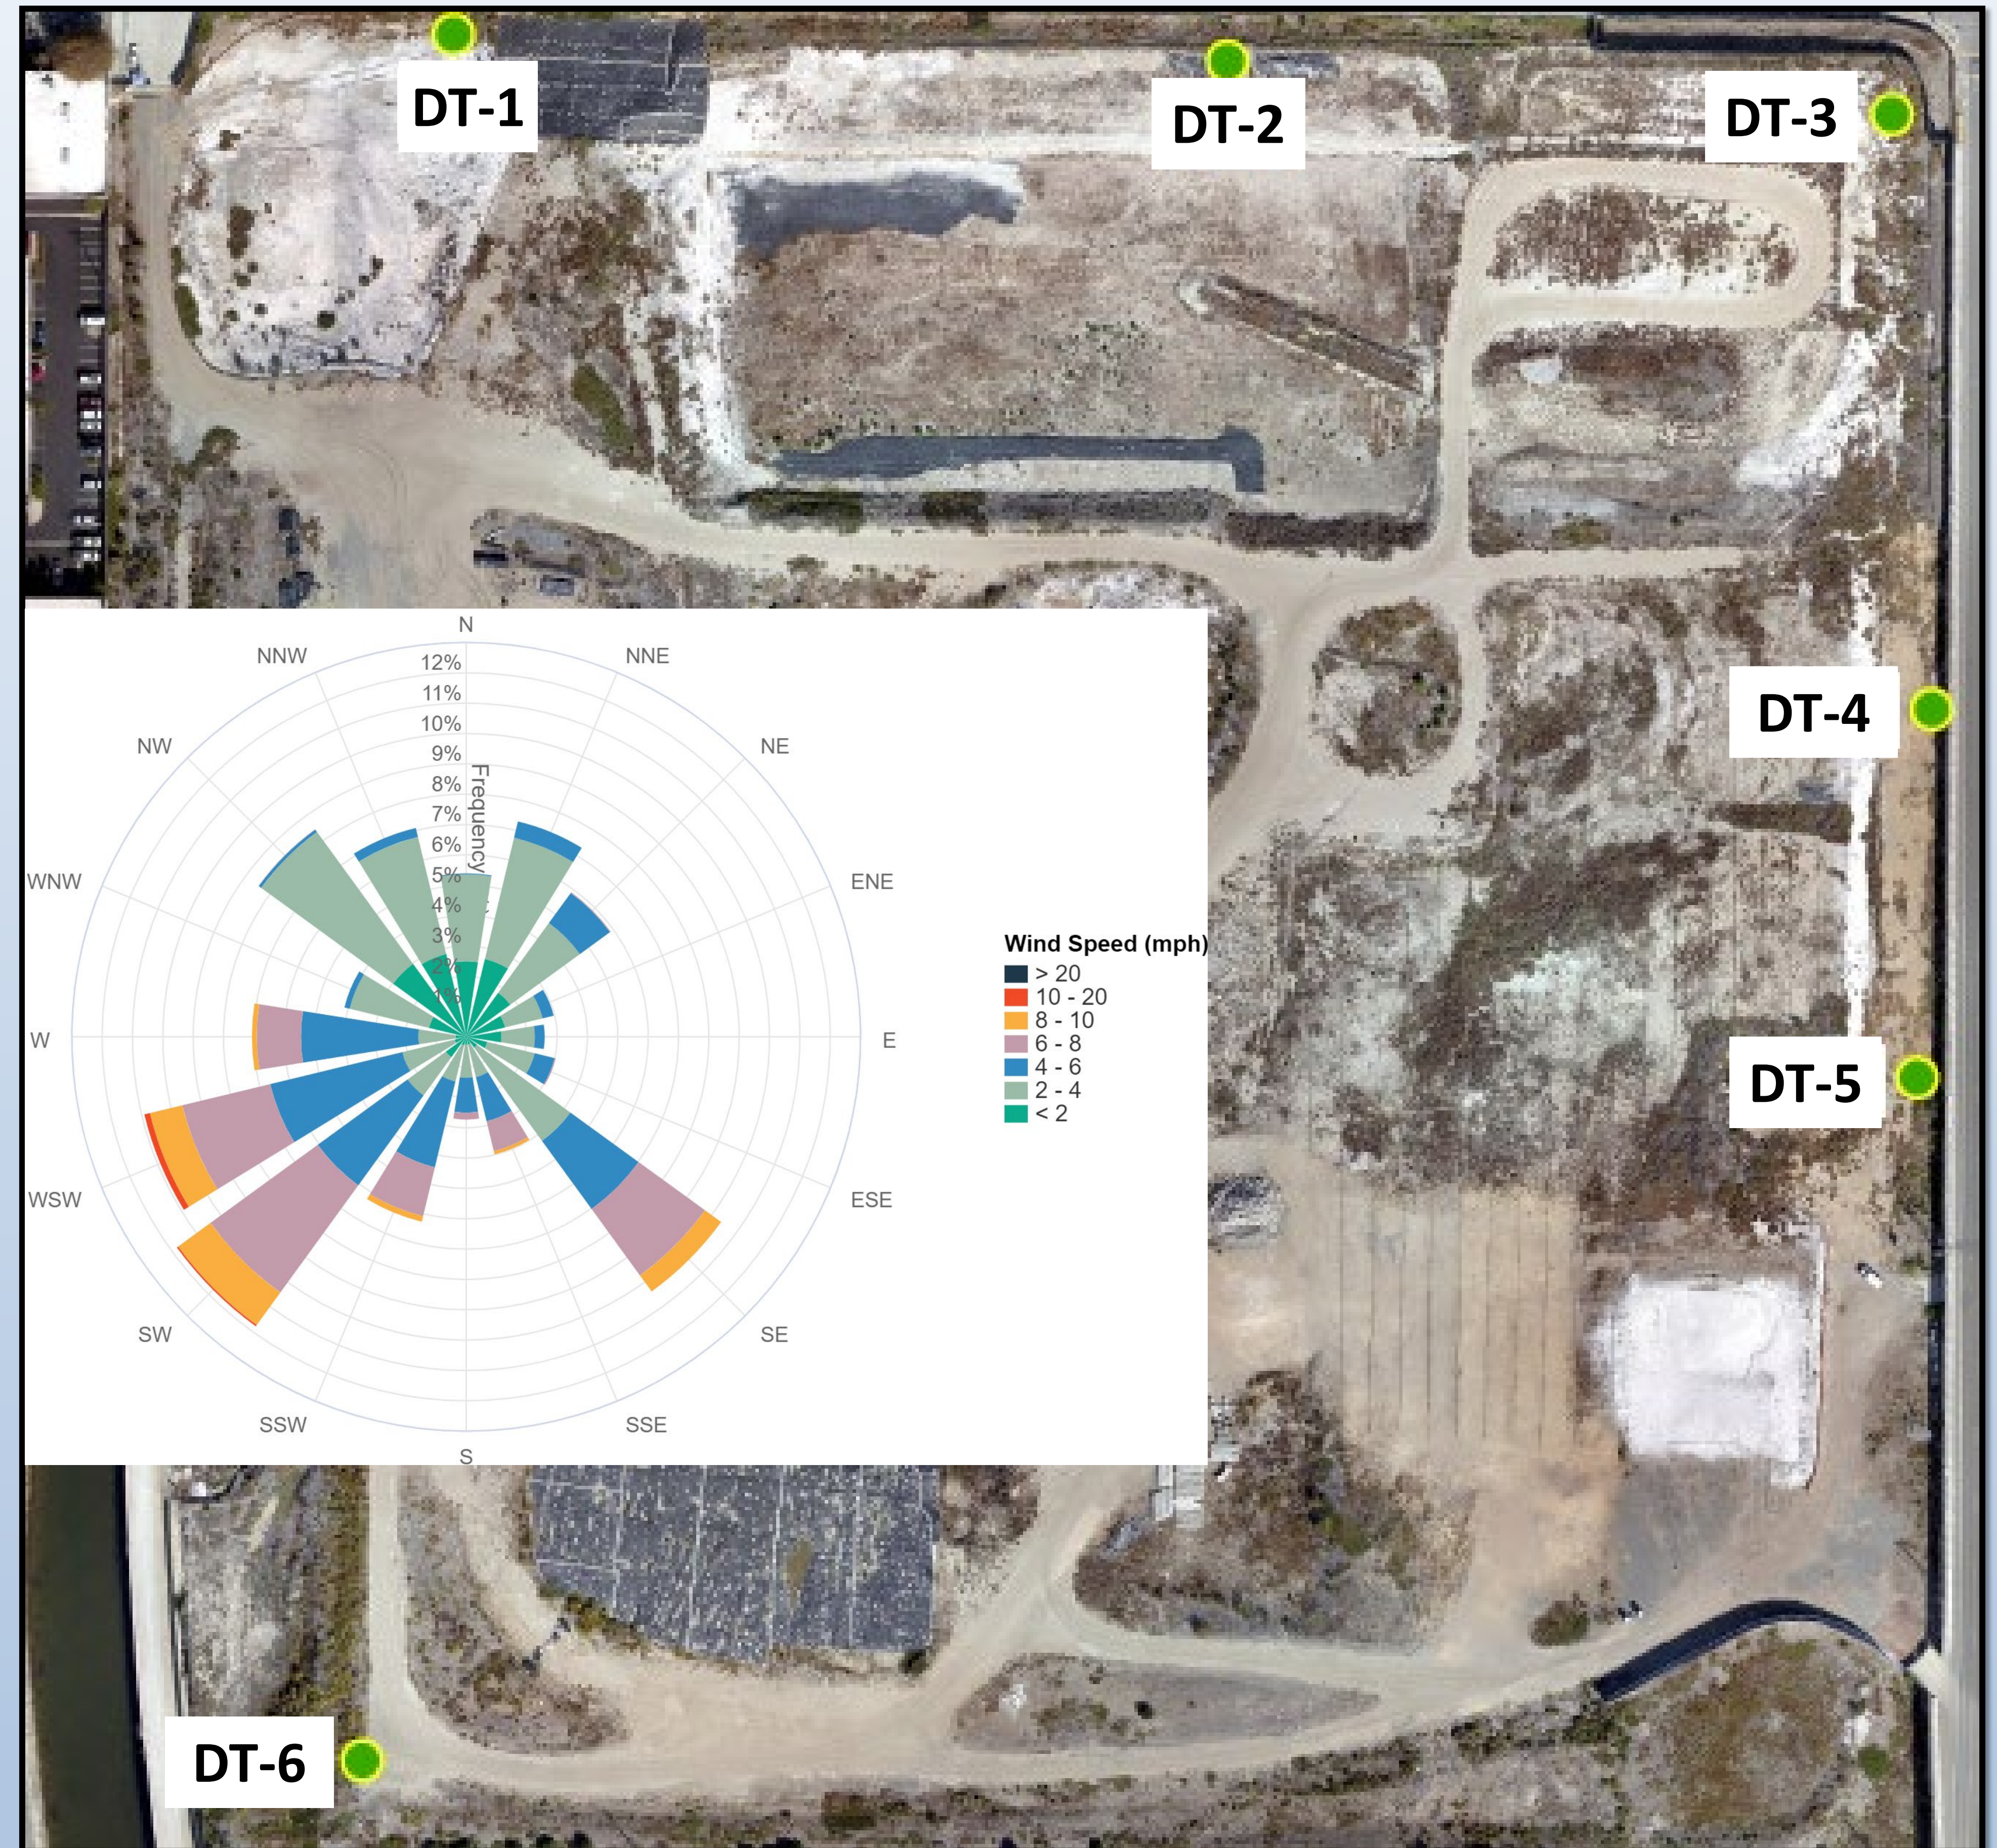 DT-1
DT-2
DT-3
DT-4
DT-5
DT-6
N
NNE
NE
ENE
E
ESE
SE
SSE
S
SSW
SW
WSW
W
WNW
NW
NNW
12%
11%
10%
9%
8%
7%
6%
5%
4%
3%
2%
1%
Frequency
Wind Speed (mph)
> 20
10 - 20
8 - 10
6 - 8
4 - 6
2 - 4
< 2